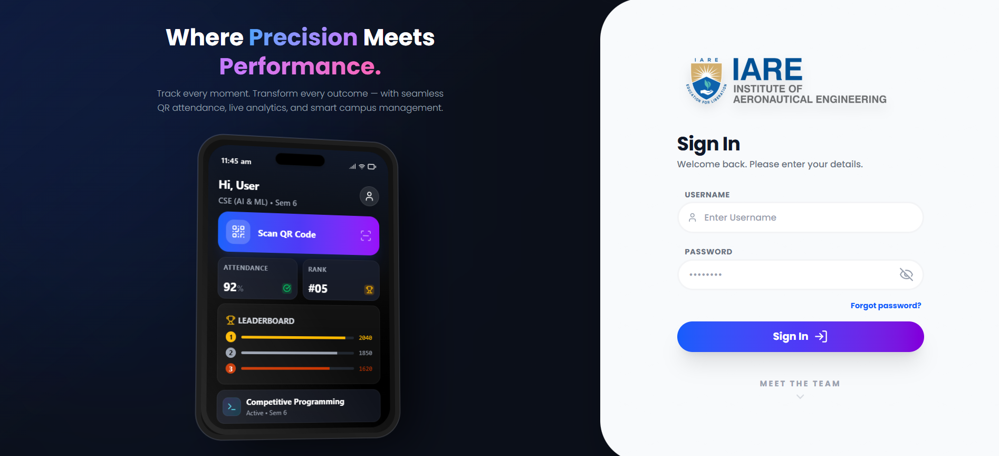 Where Precision Meets
Performance.
Track every moment. Transform every outcome — with seamless
QR attendance, live analytics, and smart campus management.
11:45 am
Hi, User
CSE (AI & ML) • Sem 6
Scan QR Code
ATTENDANCE
92%
RANK
#05
LEADERBOARD
1 2040
2 1850
3 1620
Competitive Programming
Active • Sem 6
IARE
EDUCATION FOR LIBERATION
IARE
INSTITUTE OF
AERONAUTICAL ENGINEERING
Sign In
Welcome back. Please enter your details.
USERNAME
Enter Username
PASSWORD
••••••••
Forgot password?
Sign In
MEET THE TEAM